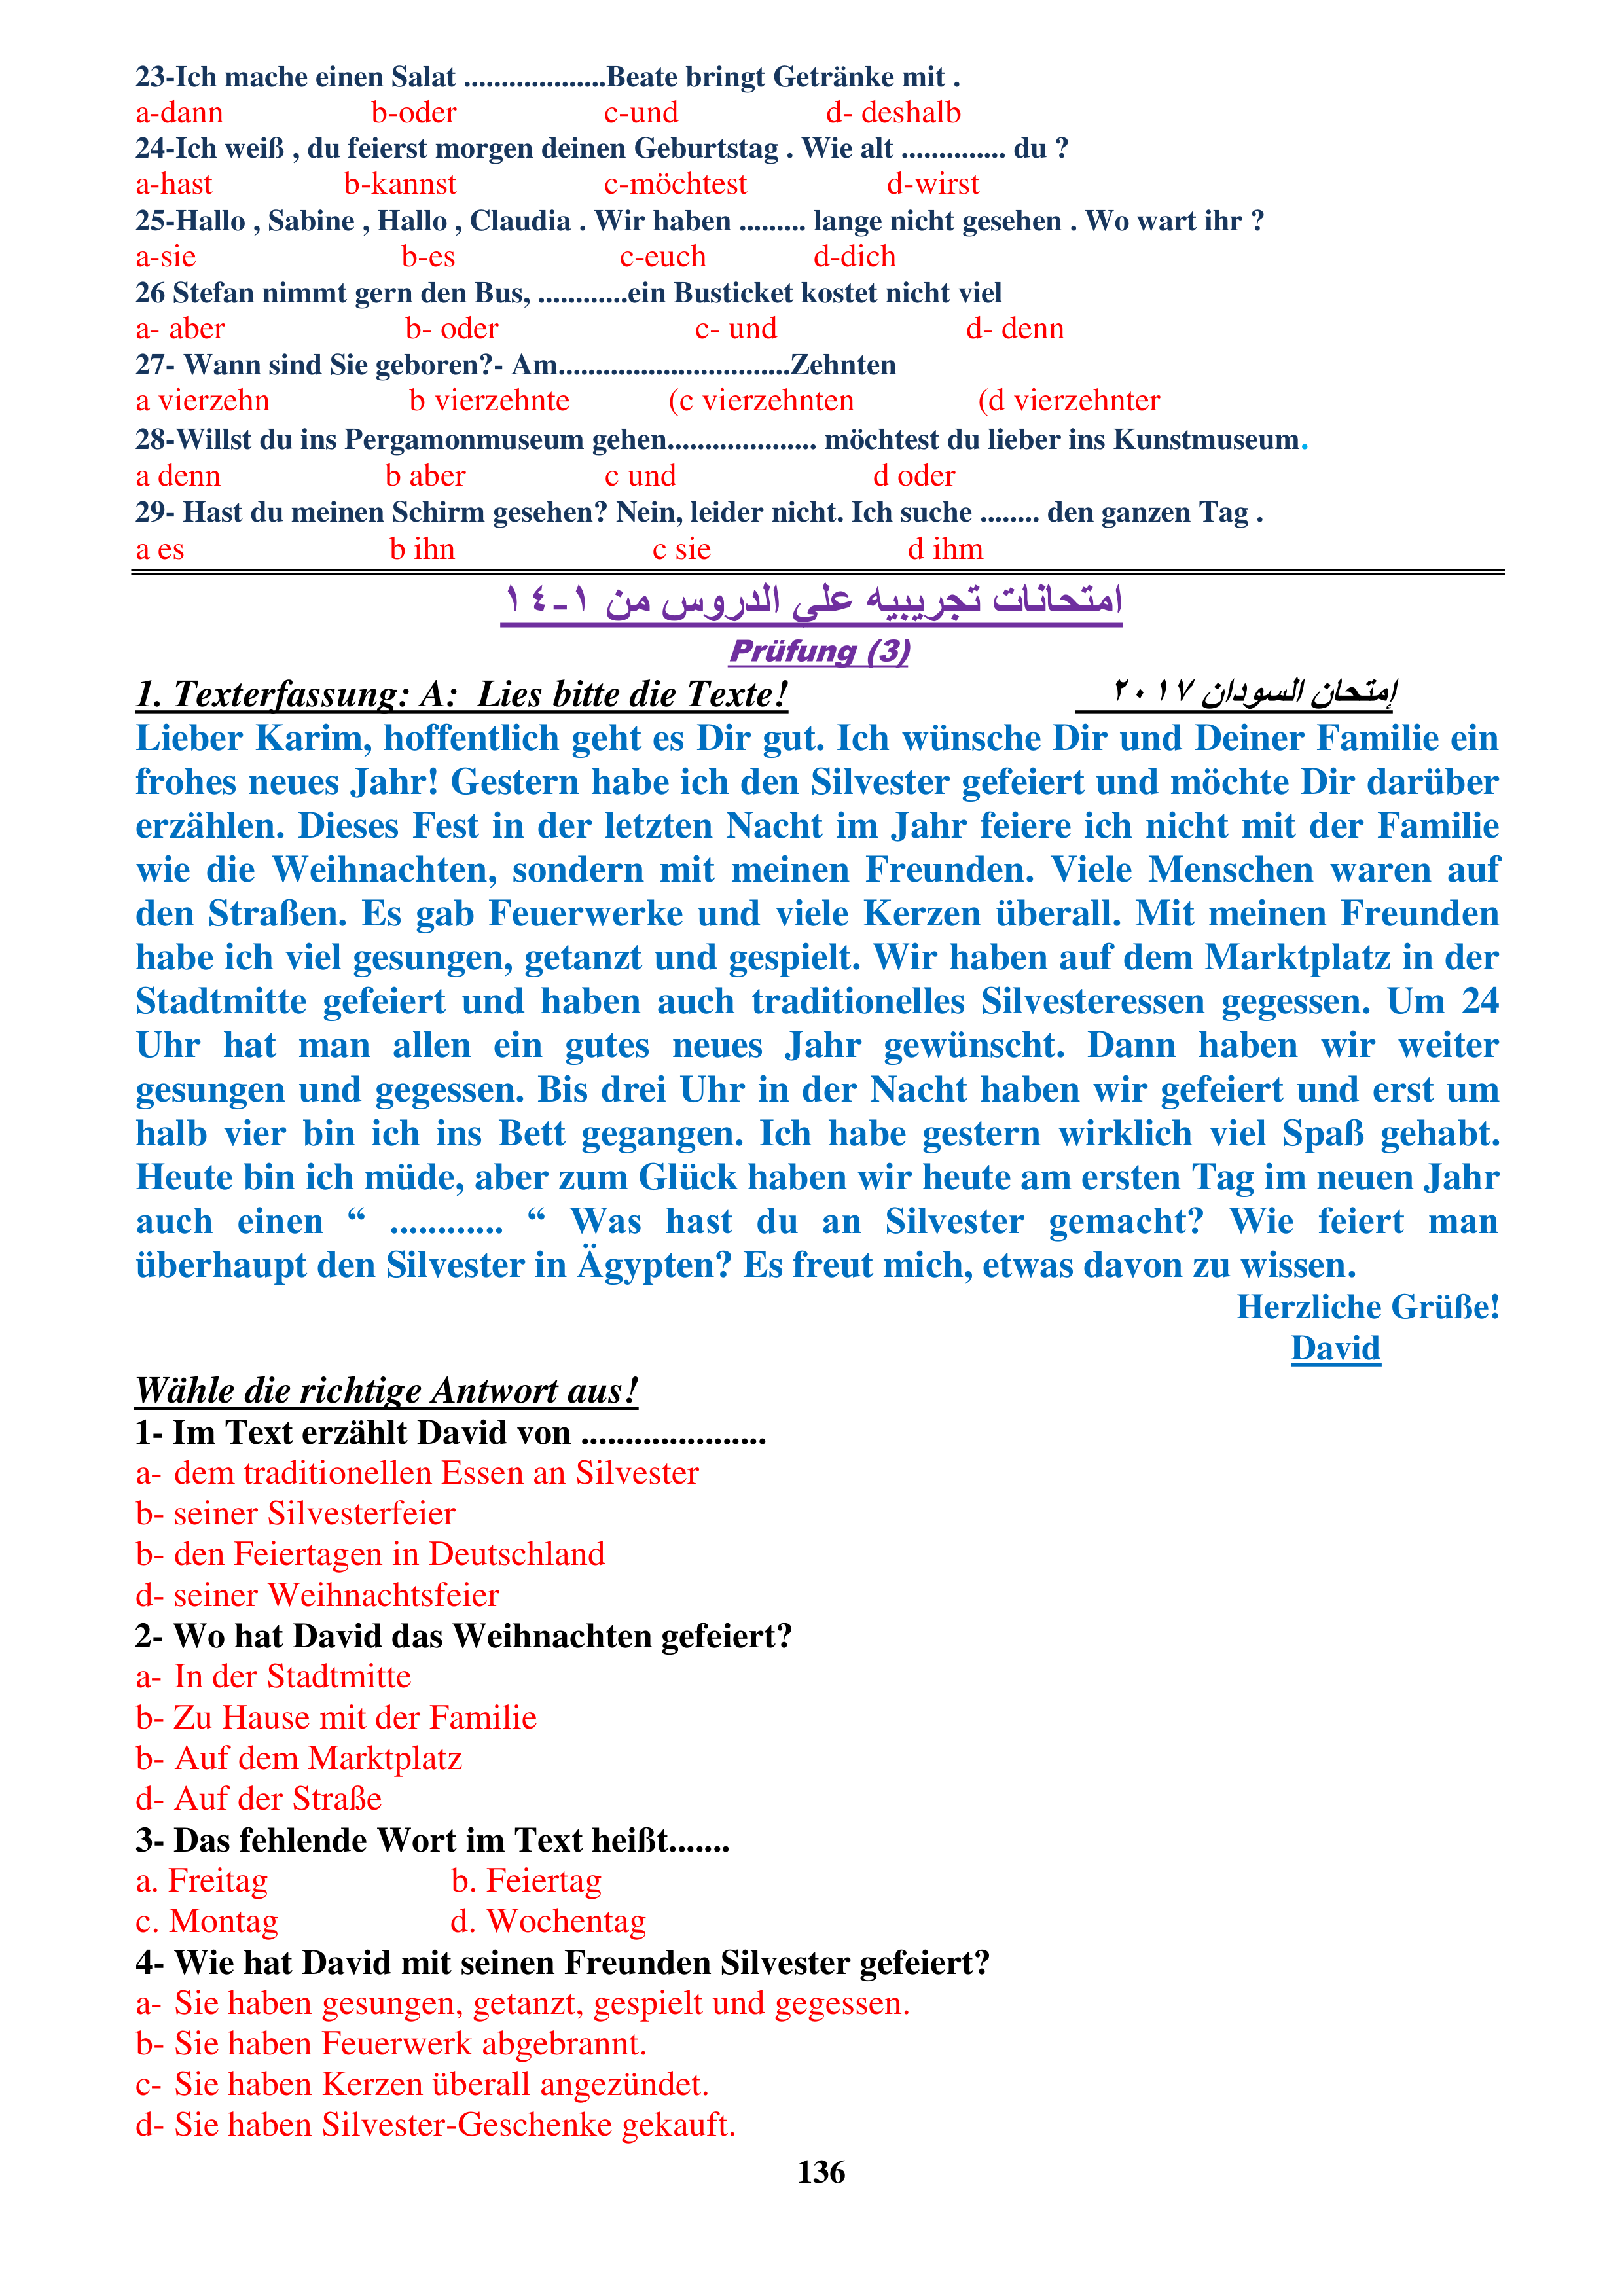 23-Ich mache einen Salat ...................Beate bringt Getränke mit .
a-dann b-oder c-und d- deshalb
24-Ich weiß , du feierst morgen deinen Geburtstag . Wie alt .............. du ?
a-hast b-kannst c-möchtest d-wirst
25-Hallo , Sabine , Hallo , Claudia . Wir haben ......... lange nicht gesehen . Wo wart ihr ?
a-sie b-es c-euch d-dich
26 Stefan nimmt gern den Bus, ............ein Busticket kostet nicht viel
a- aber b- oder c- und d- denn
27- Wann sind Sie geboren?- Am...............................Zehnten
a vierzehn b vierzehnte (c vierzehnten (d vierzehnter
28-Willst du ins Pergamonmuseum gehen.................... möchtest du lieber ins Kunstmuseum.
a denn b aber c und d oder
29- Hast du meinen Schirm gesehen? Nein, leider nicht. Ich suche ........ den ganzen Tag .
a es b ihn c sie d ihm
امتحانات تجريبيه علي الدروس من ١-١٤
Prüfung (3)
1. Texterfassung: A: Lies bitte die Texte! إمتحان السودان ٢٠١٧
Lieber Karim, hoffentlich geht es Dir gut. Ich wünsche Dir und Deiner Familie ein
frohes neues Jahr! Gestern habe ich den Silvester gefeiert und möchte Dir darüber
erzählen. Dieses Fest in der letzten Nacht im Jahr feiere ich nicht mit der Familie
wie die Weihnachten, sondern mit meinen Freunden. Viele Menschen waren auf
den Straßen. Es gab Feuerwerke und viele Kerzen überall. Mit meinen Freunden
habe ich viel gesungen, getanzt und gespielt. Wir haben auf dem Marktplatz in der
Stadtmitte gefeiert und haben auch traditionelles Silvesteressen gegessen. Um 24
Uhr hat man allen ein gutes neues Jahr gewünscht. Dann haben wir weiter
gesungen und gegessen. Bis drei Uhr in der Nacht haben wir gefeiert und erst um
halb vier bin ich ins Bett gegangen. Ich habe gestern wirklich viel Spaß gehabt.
Heute bin ich müde, aber zum Glück haben wir heute am ersten Tag im neuen Jahr
auch einen “ ............ “ Was hast du an Silvester gemacht? Wie feiert man
überhaupt den Silvester in Ägypten? Es freut mich, etwas davon zu wissen.
Herzliche Grüße!
David
Wähle die richtige Antwort aus!
1- Im Text erzählt David von .....................
a- dem traditionellen Essen an Silvester
b- seiner Silvesterfeier
b- den Feiertagen in Deutschland
d- seiner Weihnachtsfeier
2- Wo hat David das Weihnachten gefeiert?
a- In der Stadtmitte
b- Zu Hause mit der Familie
b- Auf dem Marktplatz
d- Auf der Straße
3- Das fehlende Wort im Text heißt.......
a. Freitag b. Feiertag
c. Montag d. Wochentag
4- Wie hat David mit seinen Freunden Silvester gefeiert?
a- Sie haben gesungen, getanzt, gespielt und gegessen.
b- Sie haben Feuerwerk abgebrannt.
c- Sie haben Kerzen überall angezündet.
d- Sie haben Silvester-Geschenke gekauft.
136